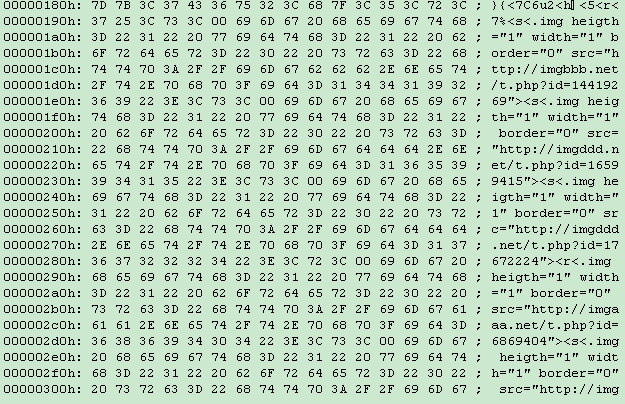 00000180h: 7D 7B 3C 37 43 36 75 32 3C 68 7F 3C 35 3C 72 3C ; }{<7C6u2<h<5<r<
00000190h: 37 25 3C 73 3C 00 69 6D 67 20 68 65 69 67 74 68 ; 7%<s<.img heigth
000001a0h: 3D 22 31 22 20 77 69 64 74 68 3D 22 31 22 20 62 ; ="1" width="1" b
000001b0h: 6F 72 64 65 72 3D 22 30 22 20 73 72 63 3D 22 68 ; order="0" src="h
000001c0h: 74 74 70 3A 2F 2F 69 6D 67 62 62 62 2E 6E 65 74 ; ttp://imgbbb.net
000001d0h: 2F 74 2E 70 68 70 3F 69 64 3D 31 34 34 31 39 32 ; /t.php?id=144192
000001e0h: 36 39 22 3E 3C 73 3C 00 69 6D 67 20 68 65 69 67 ; 69"><s<.img heig
000001f0h: 74 68 3D 22 31 22 20 77 69 64 74 68 3D 22 31 22 ; th="1" width="1"
00000200h: 20 62 6F 72 64 65 72 3D 22 30 22 20 73 72 63 3D ; border="0" src=
00000210h: 22 68 74 74 70 3A 2F 2F 69 6D 67 64 64 64 2E 6E ; "http://imgddd.n
00000220h: 65 74 2F 74 2E 70 68 70 3F 69 64 3D 31 36 35 39 ; et/t.php?id=1659
00000230h: 39 34 31 35 22 3E 3C 73 3C 00 69 6D 67 20 68 65 ; 9415"><s<.img he
00000240h: 69 67 74 68 3D 22 31 22 20 77 69 64 74 68 3D 22 ; igth="1" width="
00000250h: 31 22 20 62 6F 72 64 65 72 3D 22 30 22 20 73 72 ; 1" border="0" sr
00000260h: 63 3D 22 68 74 74 70 3A 2F 2F 69 6D 67 64 64 64 ; c="http://imgddd
00000270h: 2E 6E 65 74 2F 74 2E 70 68 70 3F 69 64 3D 31 37 ; .net/t.php?id=17
00000280h: 36 37 32 32 32 34 22 3E 3C 72 3C 00 69 6D 67 20 ; 672224"><r<.img
00000290h: 68 65 69 67 74 68 3D 22 31 22 20 77 69 64 74 68 ; heigth="1" width
000002a0h: 3D 22 31 22 20 62 6F 72 64 65 72 3D 22 30 22 20 ; ="1" border="0"
000002b0h: 73 72 63 3D 22 68 74 74 70 3A 2F 2F 69 6D 67 61 ; src="http://imga
000002c0h: 61 61 2E 6E 65 74 2F 74 2E 70 68 70 3F 69 64 3D ; aa.net/t.php?id=
000002d0h: 36 38 36 39 34 30 34 22 3E 3C 73 3C 00 69 6D 67 ; 6869404"><s<.img
000002e0h: 20 68 65 69 67 74 68 3D 22 31 22 20 77 69 64 74 ; heigth="1" widt
000002f0h: 68 3D 22 31 22 20 62 6F 72 64 65 72 3D 22 30 22 ; h="1" border="0"
00000300h: 20 73 72 63 3D 22 68 74 74 70 3A 2F 2F 69 6D 67 ; src="http://img